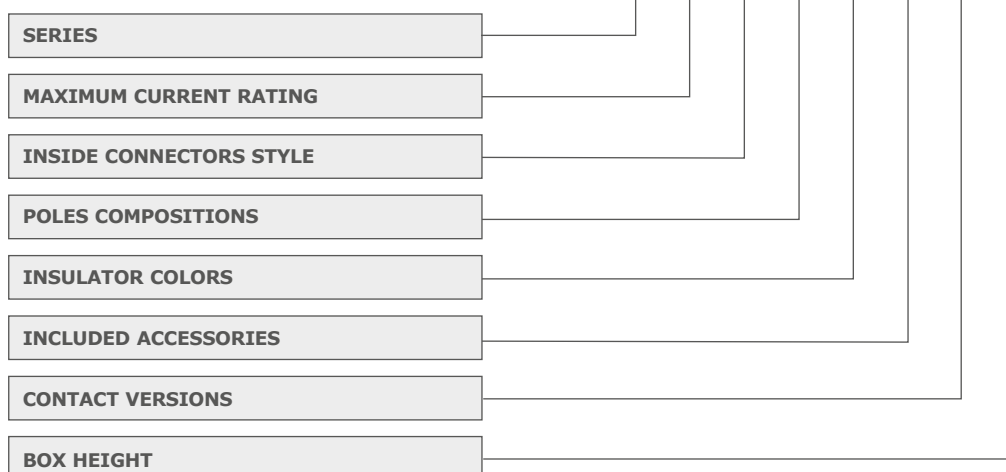 SERIES
MAXIMUM CURRENT RATING
INSIDE CONNECTORS STYLE
POLES COMPOSITIONS
INSULATOR COLORS
INCLUDED ACCESSORIES
CONTACT VERSIONS
BOX HEIGHT